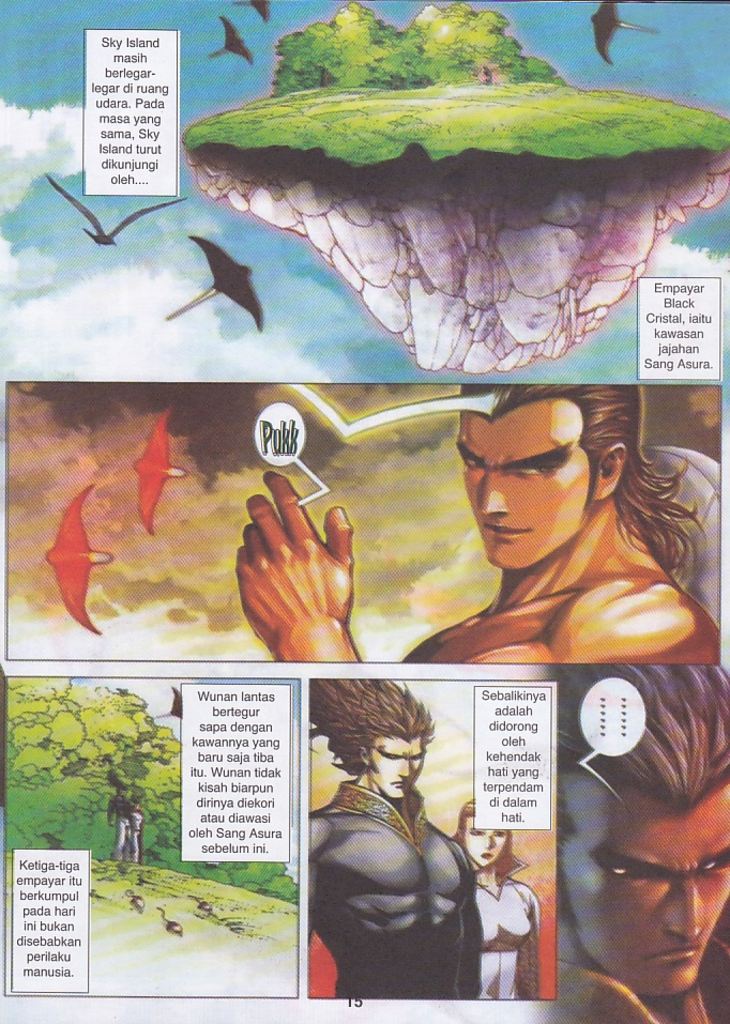 Sky Island
masih
berlegar-
legar di ruang
udara. Pada
masa yang
sama, Sky
Island turut
dikunjungi
oleh....
Empayar
Black
Cristal, iaitu
kawasan
jajahan
Sang Asura.
Pukk
Wunan lantas
bertegur
sapa dengan
kawannya yang
baru saja tiba
itu. Wunan tidak
kisah biarpun
dirinya diekori
atau diawasi
oleh Sang Asura
sebelum ini.
Ketiga-tiga
empayar itu
berkumpul
pada hari
ini bukan
disebabkan
perilaku
manusia.
Sebaliknya
adalah
didorong
oleh
kehendak
hati yang
terpendam
di dalam
hati.
......
......
15